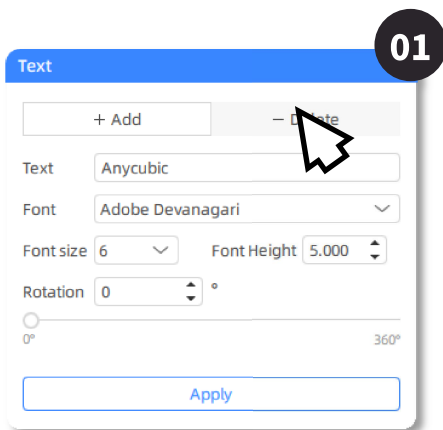 01
Text
+ Add
− Delete
Text Anycubic
Font Adobe Devanagari
Font size 6 Font Height 5.000
Rotation 0 °
0° 360°
Apply